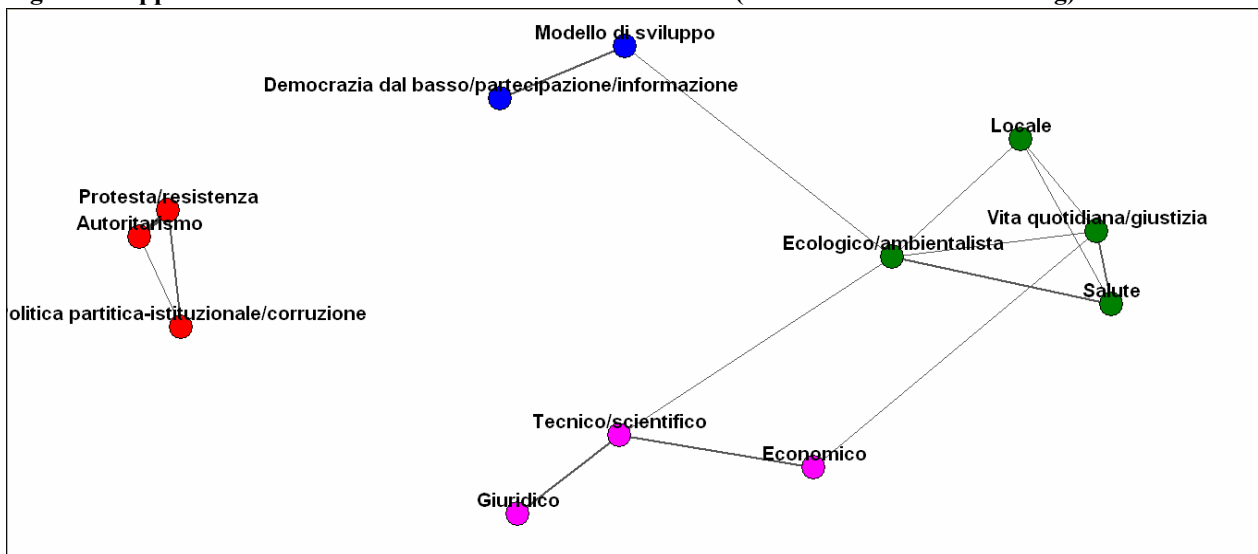 Modello di sviluppo
Democrazia dal basso/partecipazione/informazione
Locale
Protesta/resistenza
Autoritarismo
Vita quotidiana/giustizia
Ecologico/ambientalista
Salute
olitica partitica-istituzionale/corruzione
Tecnico/scientifico
Economico
Giuridico